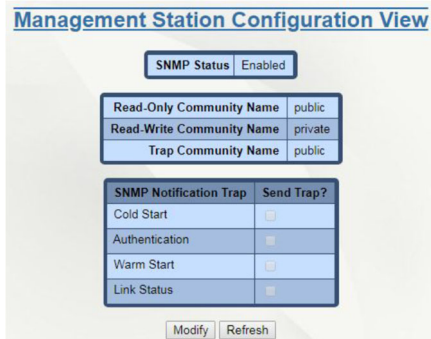 Management Station Configuration View
SNMP Status Enabled
Read-Only Community Name public
Read-Write Community Name private
Trap Community Name public
SNMP Notification Trap Send Trap?
Cold Start
Authentication
Warm Start
Link Status
Modify Refresh